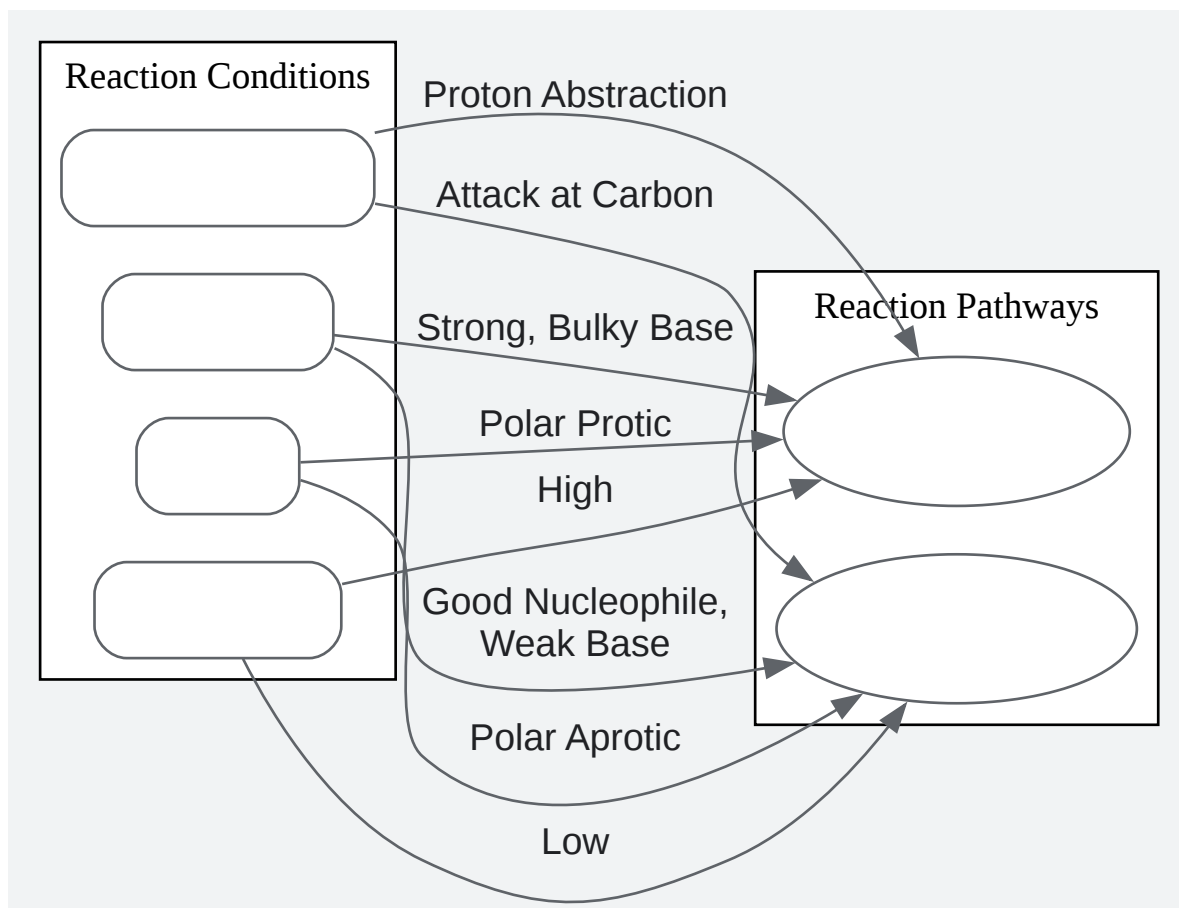 Reaction Conditions
Proton Abstraction
Attack at Carbon
Reaction Pathways
Strong, Bulky Base
Polar Protic
High
Good Nucleophile,
Weak Base
Polar Aprotic
Low